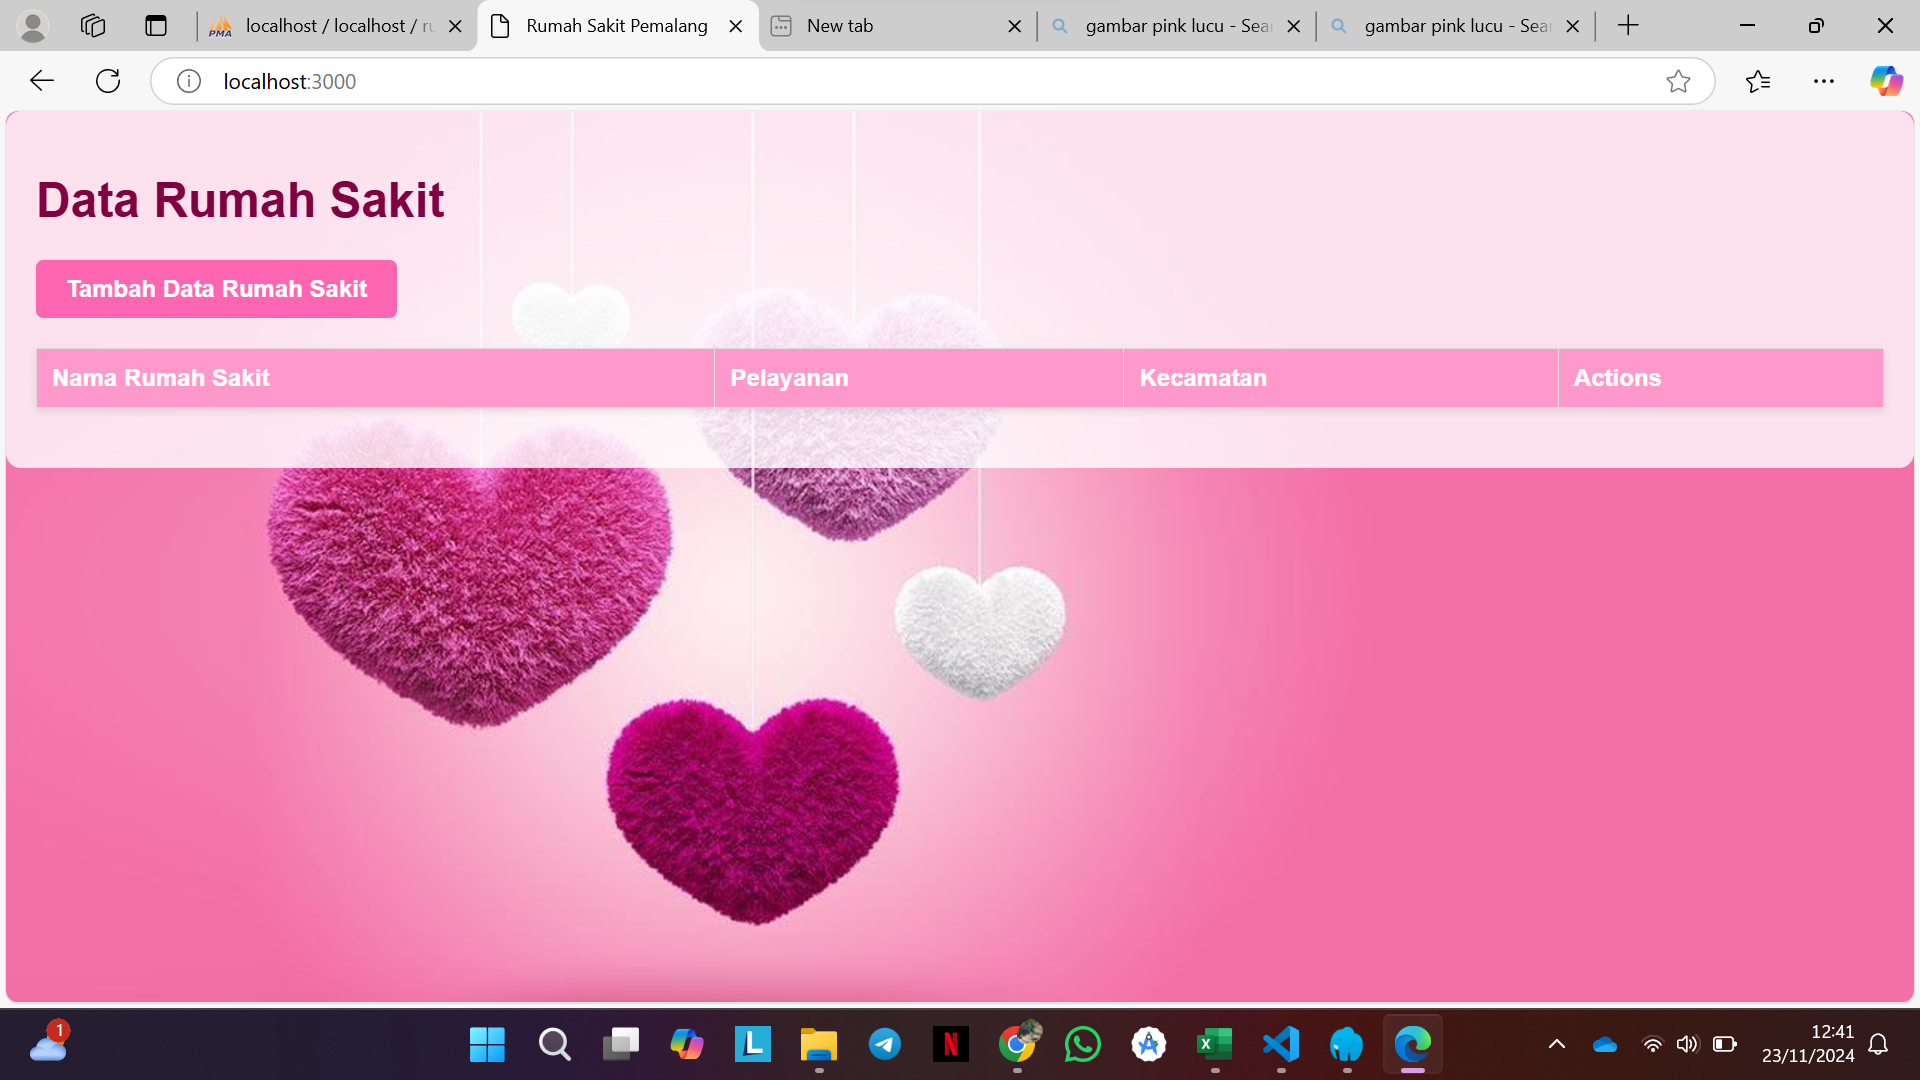 PMA localhost / localhost / ru
Rumah Sakit Pemalang
New tab
gambar pink lucu - Sear
gambar pink lucu - Sear
localhost:3000
Data Rumah Sakit
Tambah Data Rumah Sakit
Nama Rumah Sakit Pelayanan Kecamatan Actions
1
L
N
X
12:41
23/11/2024